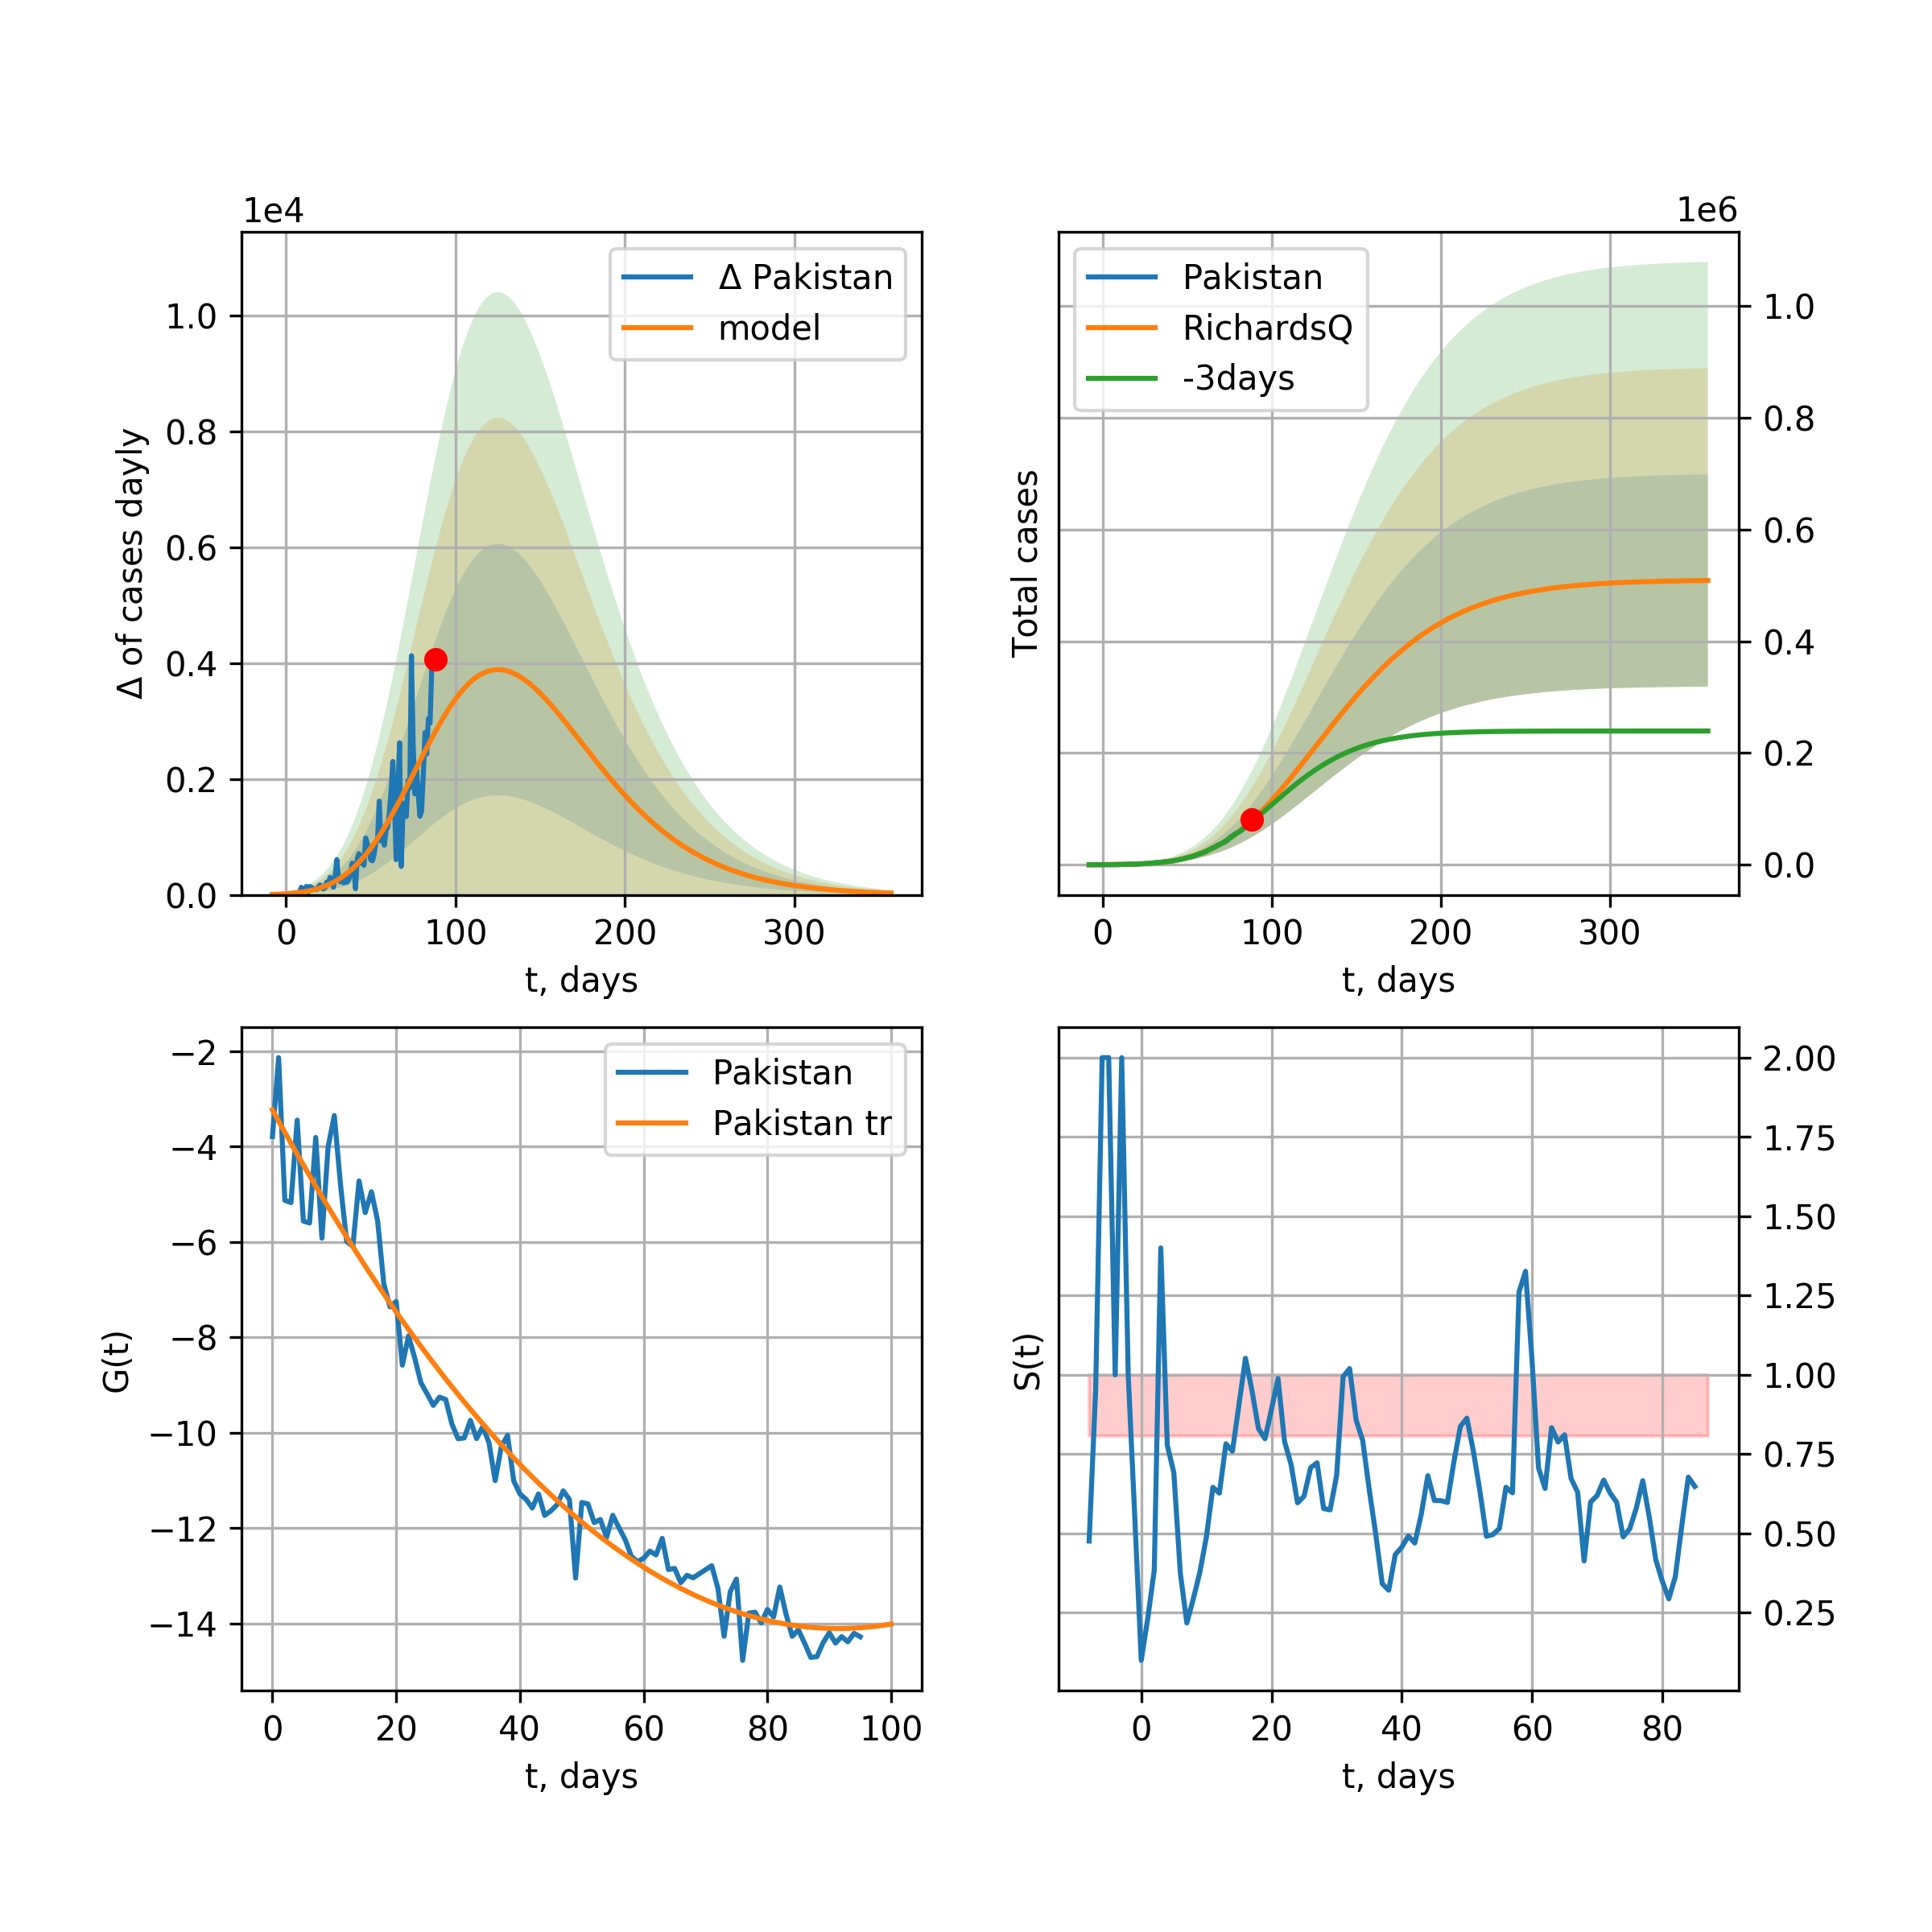 1e4
Δ of cases dayly
1.0
0.8
0.6
0.4
0.2
0.0
0 100 200 300
t, days
Δ Pakistan
model
1e6
Total cases
1.0
0.8
0.6
0.4
0.2
0.0
0 100 200 300
t, days
Pakistan
RichardsQ
-3days
G(t)
−2
−4
−6
−8
−10
−12
−14
0 20 40 60 80 100
t, days
Pakistan
Pakistan tr
S(t)
2.00
1.75
1.50
1.25
1.00
0.75
0.50
0.25
0 20 40 60 80
t, days